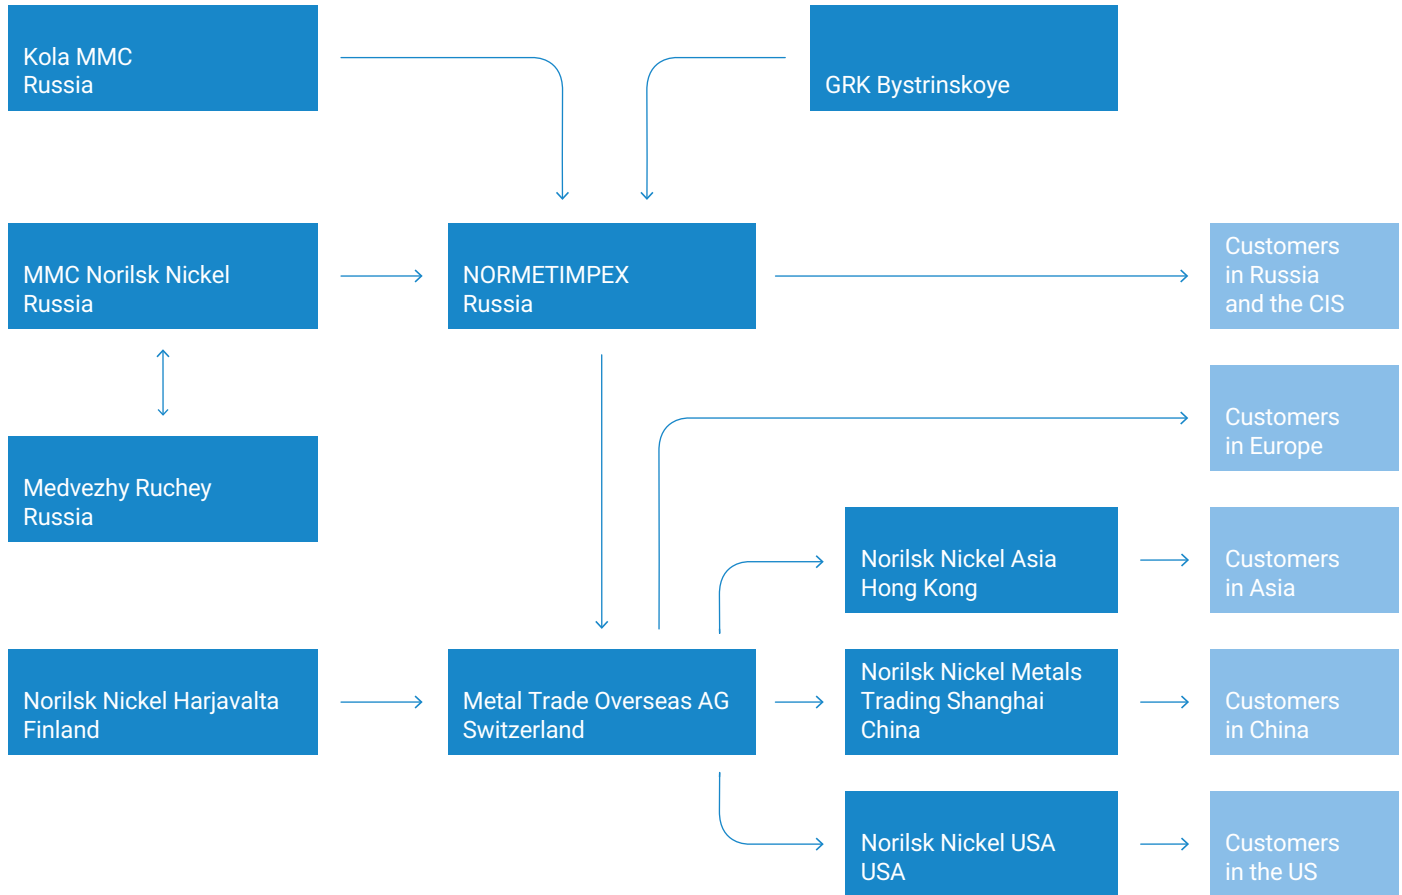 Kola MMC
Russia
GRK Bystrinskoye
MMC Norilsk Nickel
Russia
NORMETIMPEX
Russia
Customers
in Russia
and the CIS
Customers
in Europe
Medvezhy Ruchey
Russia
Norilsk Nickel Asia
Hong Kong
Customers
in Asia
Norilsk Nickel Harjavalta
Finland
Metal Trade Overseas AG
Switzerland
Norilsk Nickel Metals
Trading Shanghai
China
Customers
in China
Norilsk Nickel USA
USA
Customers
in the US